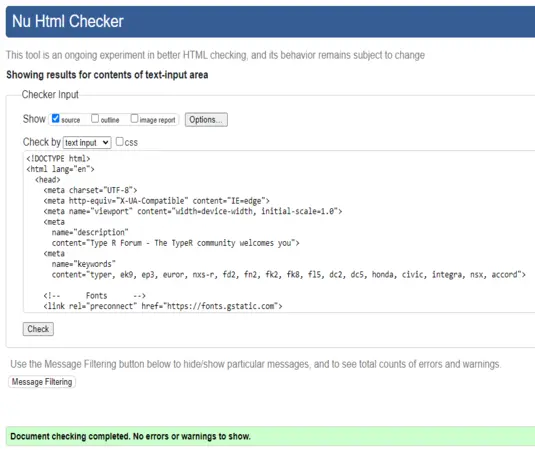 Nu Html Checker
This tool is an ongoing experiment in better HTML checking, and its behavior remains subject to change
Showing results for contents of text-input area
Checker Input
Show source outline image report Options...
Check by text input css
<!DOCTYPE html>
<html lang="en">
<head>
<meta charset="UTF-8">
<meta http-equiv="X-UA-Compatible" content="IE=edge">
<meta name="viewport" content="width=device-width, initial-scale=1.0">
<meta
name="description"
content="Type R Forum - The TypeR community welcomes you">
<meta
name="keywords"
content="typer, ek9, ep3, euror, nxs-r, fd2, fn2, fk2, fk8, fl5, dc2, dc5, honda, civic, integra, nsx, accord">
<!-- Fonts -->
<link rel="preconnect" href="https://fonts.gstatic.com">
Check
Use the Message Filtering button below to hide/show particular messages, and to see total counts of errors and warnings.
Message Filtering
Document checking completed. No errors or warnings to show.